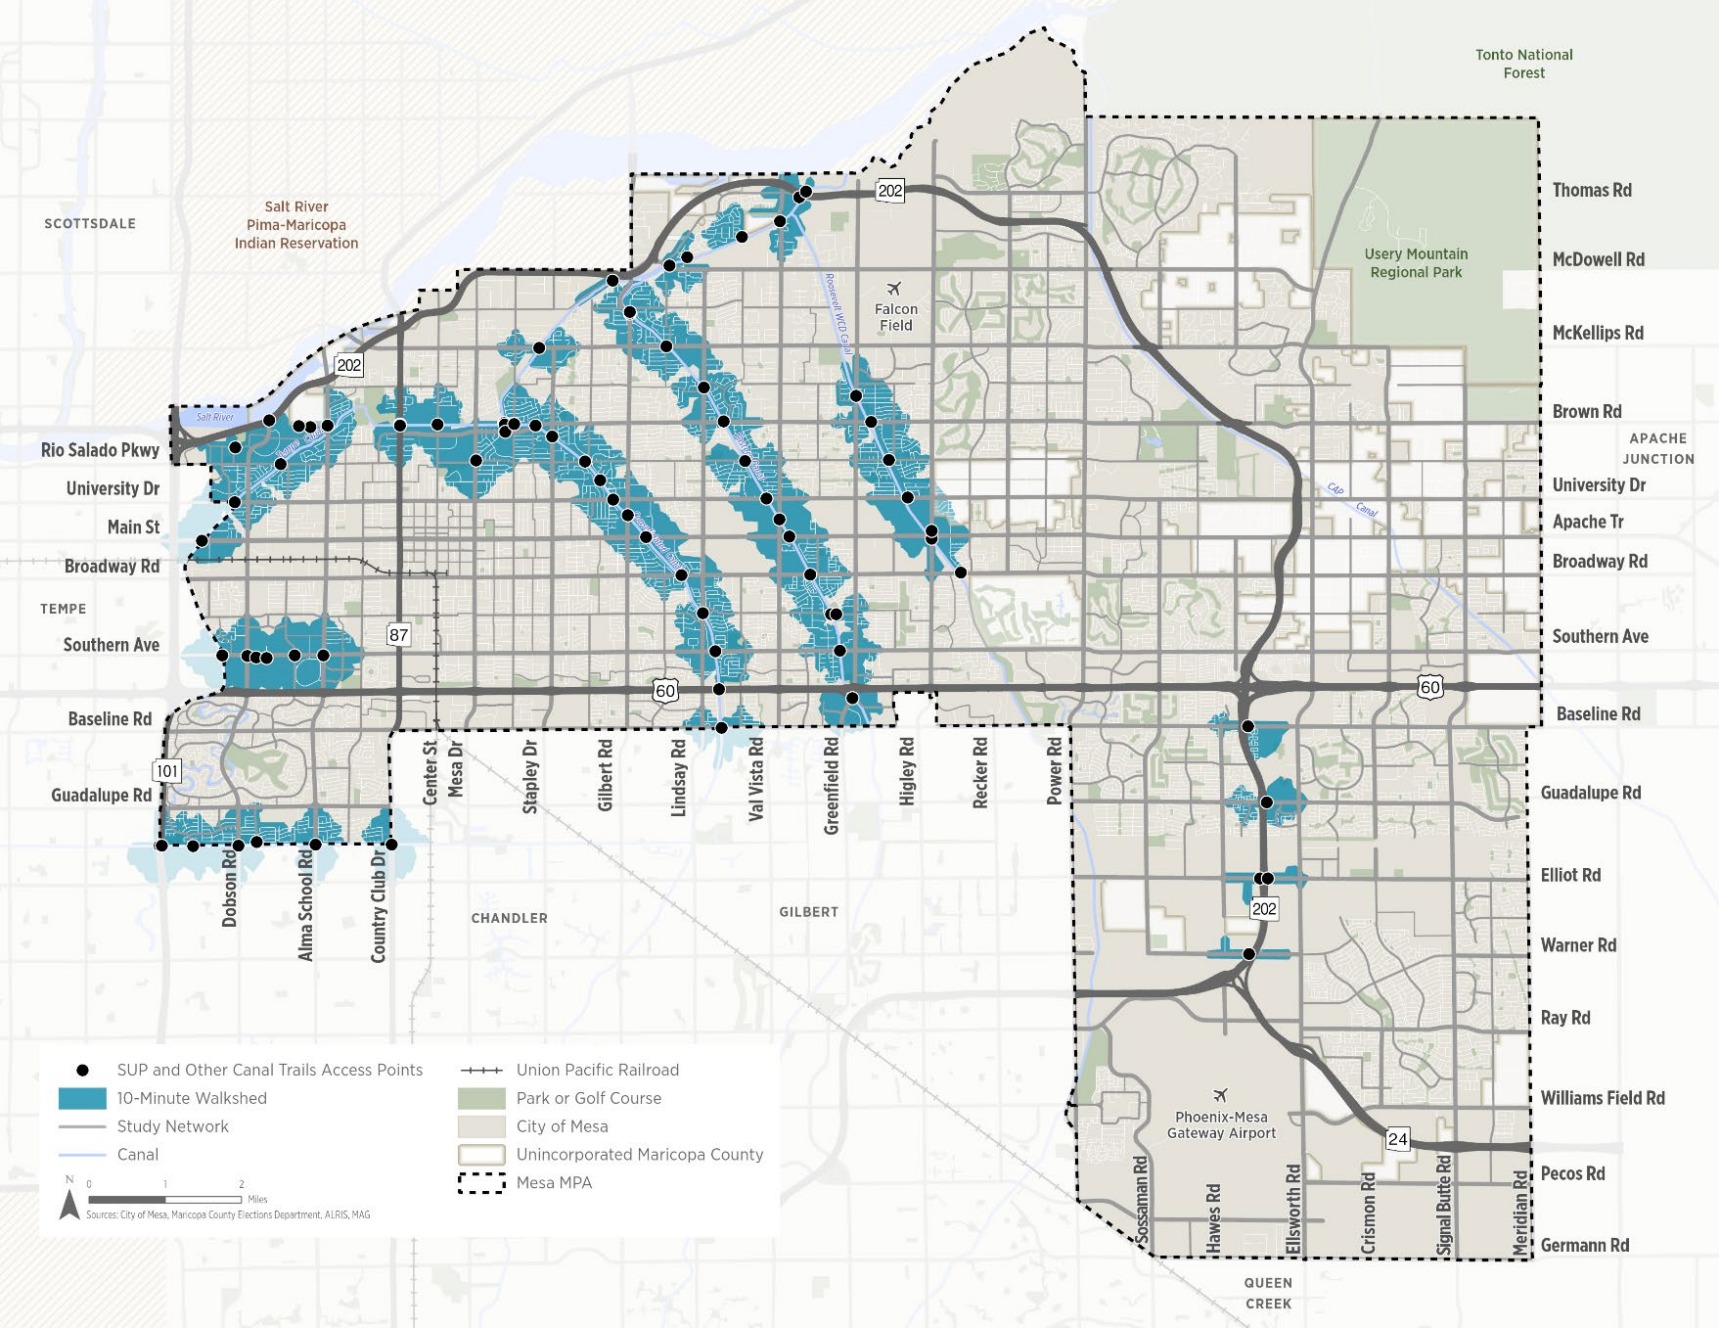 Tonto National
Forest
Thomas Rd
SCOTTSDALE
Salt River
Pima-Maricopa
Indian Reservation
202
Usery Mountain
Regional Park
McDowell Rd
Roosevelt WCD Canal
Falcon
Field
McKellips Rd
202
Salt River
Brown Rd
Rio Salado Pkwy
APACHE
JUNCTION
University Dr
University Dr
CAP Canal
Main St
Apache Tr
Broadway Rd
Broadway Rd
TEMPE
87
Southern Ave
Southern Ave
60
60
Baseline Rd
Baseline Rd
101
Guadalupe Rd
Center St
Mesa Dr
Stapley Dr
Gilbert Rd
Lindsay Rd
Val Vista Rd
Greenfield Rd
Higley Rd
Recker Rd
Power Rd
Guadalupe Rd
Dobson Rd
Alma School Rd
Country Club Dr
Elliot Rd
CHANDLER
GILBERT
202
Warner Rd
Ray Rd
SUP and Other Canal Trails Access Points
10-Minute Walkshed
Study Network
Canal
Union Pacific Railroad
Park or Golf Course
City of Mesa
Unincorporated Maricopa County
Mesa MPA
N
0 1 2
Miles
Sources: City of Mesa, Maricopa County Elections Department, ALRIS, MAG
Williams Field Rd
Phoenix-Mesa
Gateway Airport
24
Pecos Rd
Sossaman Rd
Hawes Rd
Ellsworth Rd
Crismon Rd
Signal Butte Rd
Meridian Rd
Germann Rd
QUEEN
CREEK